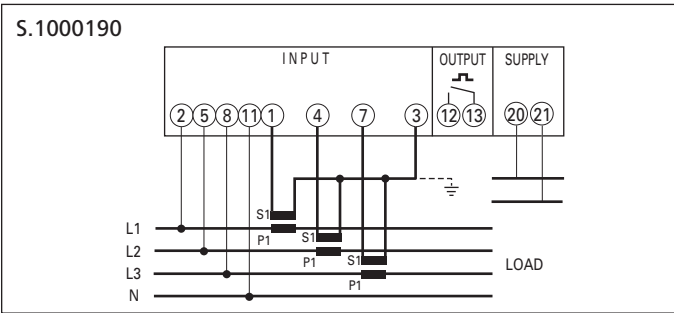 S.1000190
INPUT OUTPUT SUPPLY
2 5 8 11 1 4 7 3 12 13 20 21
S1
L1
P1 S1
L2
P1 S1 LOAD
L3
P1
N